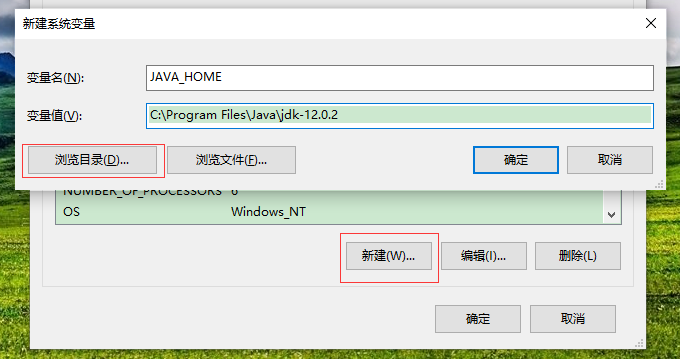 新建系统变量
变量名(N): JAVA_HOME
变量值(V): C:\Program Files\Java\jdk-12.0.2
浏览目录(D)... 浏览文件(F)... 确定 取消
NUMBER_OF_PROCESSORS 6
OS Windows_NT
新建(W)... 编辑(I)... 删除(L)
确定 取消